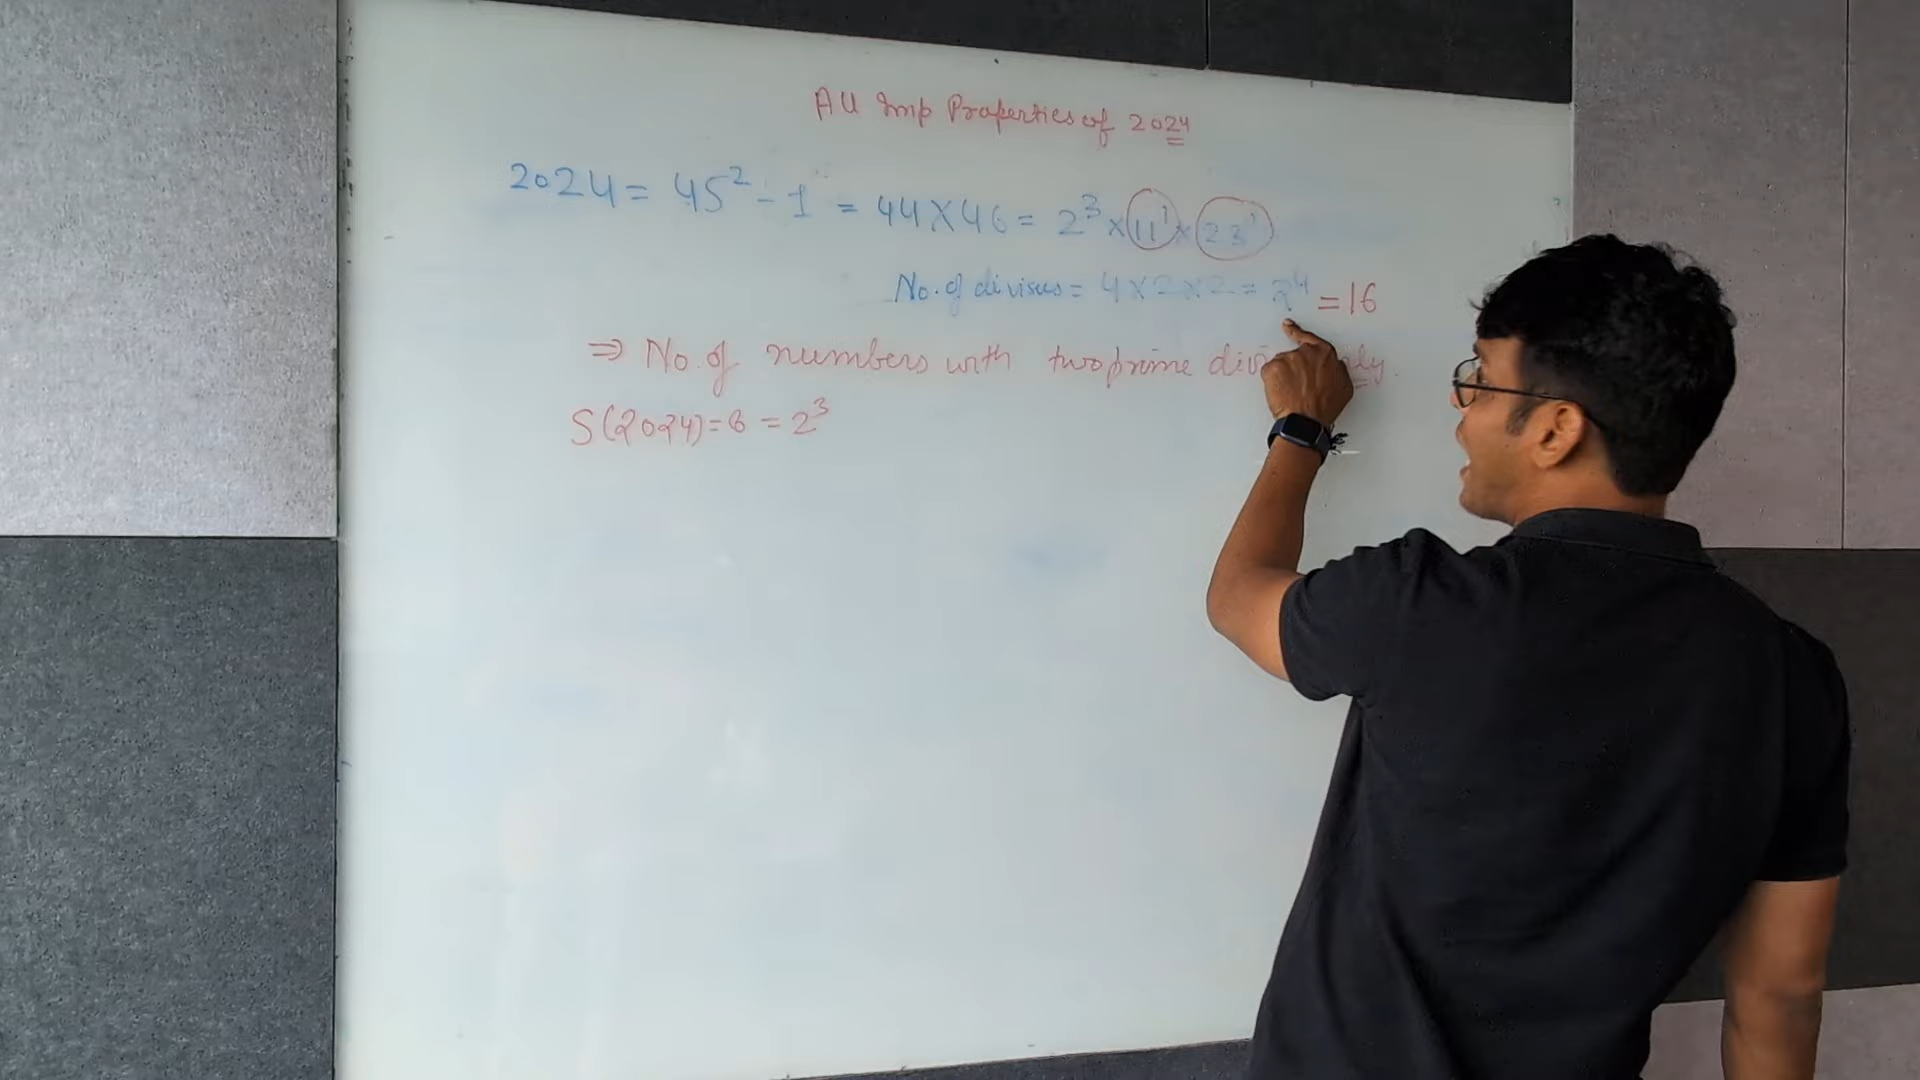 All Imp Properties of 2024
2024 = 45² - 1 = 44 × 46 = 2³ × 11¹ × 23¹
No. of divisors = 4 × 2 × 2 = 2⁴ = 16
⇒ No. of numbers with two prime
S(2024) = 8 = 2³